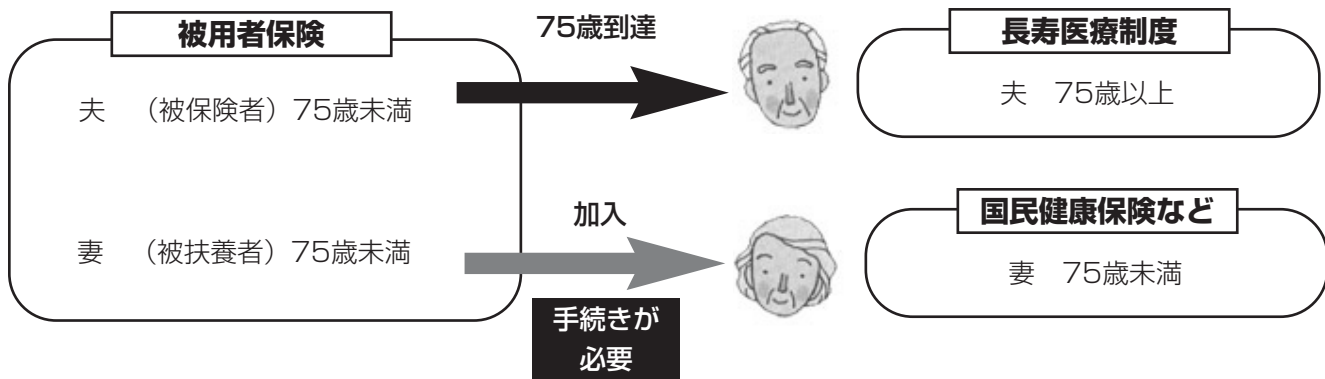 被用者保険
夫 （被保険者）75歳未満
妻 （被扶養者）75歳未満
75歳到達
加入
手続きが
必要
長寿医療制度
夫　75歳以上
国民健康保険など
妻　75歳未満